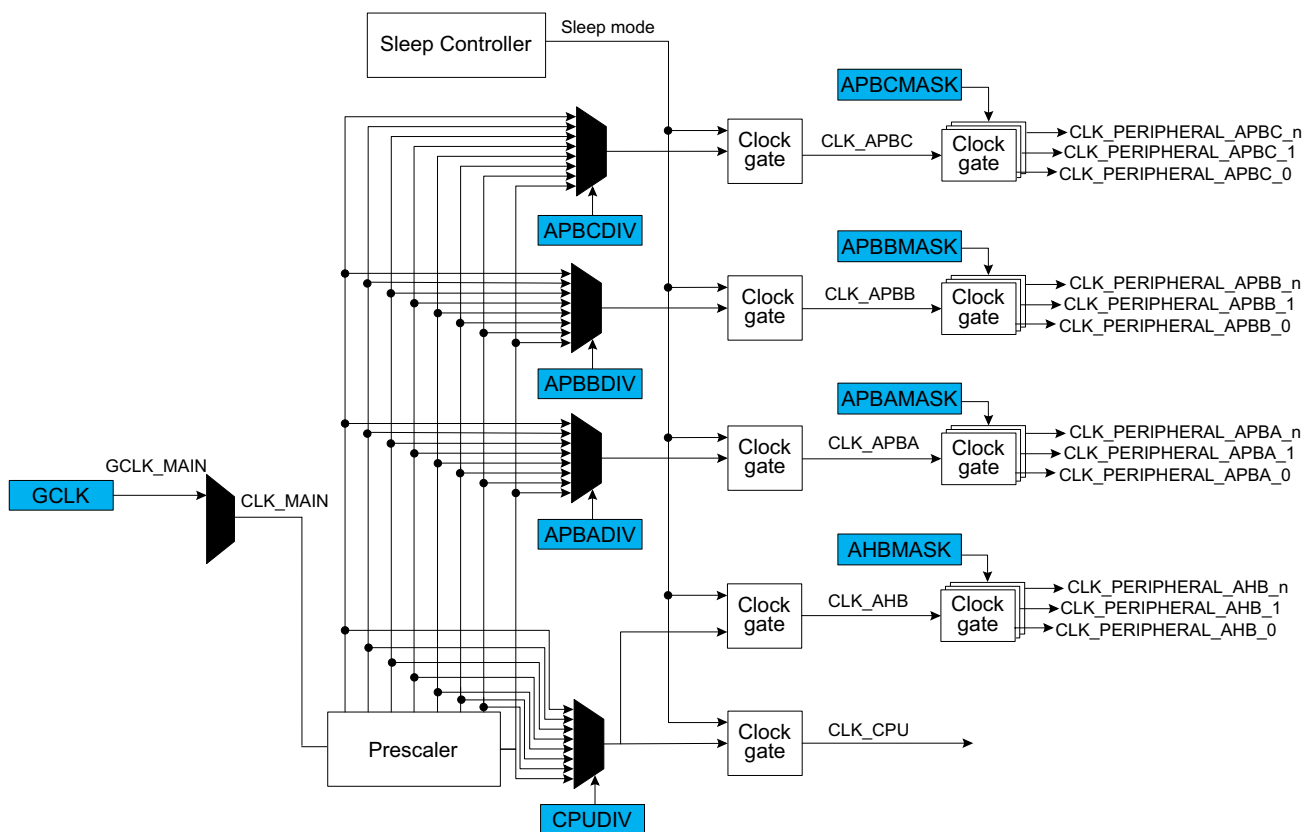 Sleep Controller
Sleep mode
APBCMASK
Clock gate
CLK_APBC
Clock gate
CLK_PERIPHERAL_APBC_n
CLK_PERIPHERAL_APBC_1
CLK_PERIPHERAL_APBC_0
APBCDIV
APBBMASK
Clock gate
CLK_APBB
Clock gate
CLK_PERIPHERAL_APBB_n
CLK_PERIPHERAL_APBB_1
CLK_PERIPHERAL_APBB_0
APBBDIV
APBAMASK
Clock gate
CLK_APBA
Clock gate
CLK_PERIPHERAL_APBA_n
CLK_PERIPHERAL_APBA_1
CLK_PERIPHERAL_APBA_0
GCLK_MAIN
GCLK
CLK_MAIN
APBADIV
AHBMASK
Clock gate
CLK_AHB
Clock gate
CLK_PERIPHERAL_AHB_n
CLK_PERIPHERAL_AHB_1
CLK_PERIPHERAL_AHB_0
Prescaler
Clock gate
CLK_CPU
CPUDIV